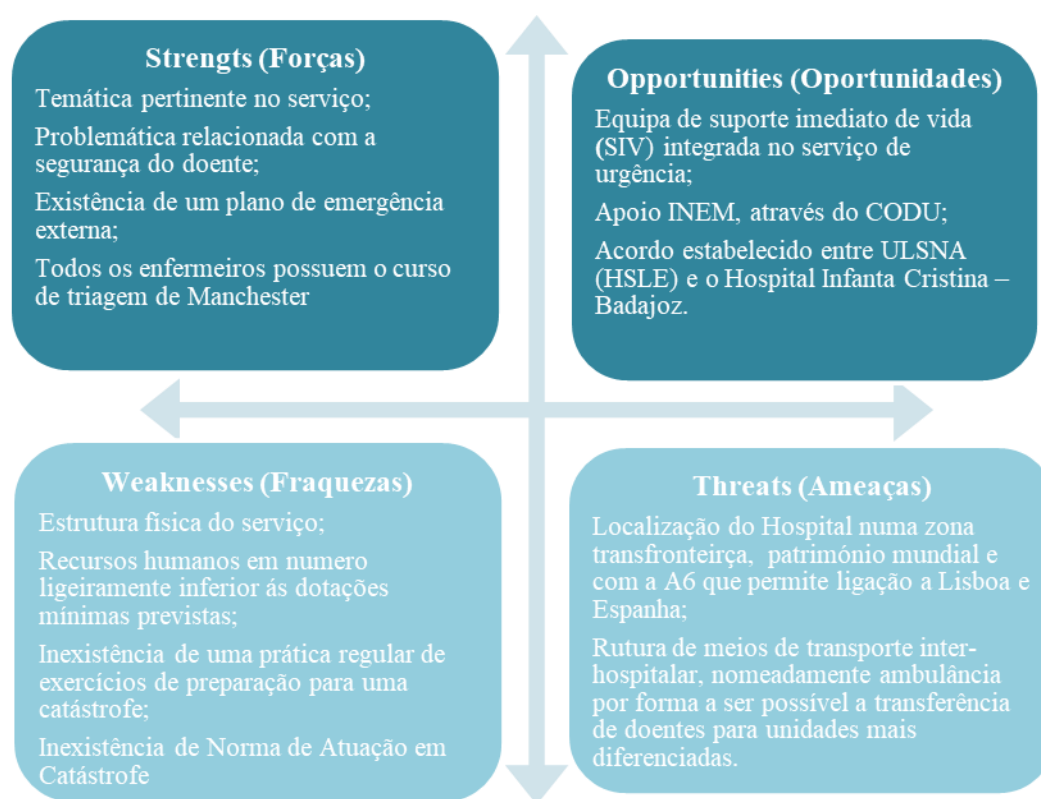 Strengts (Forças)
Temática pertinente no serviço;
Problemática relacionada com a
segurança do doente;
Existência de um plano de emergência
externa;
Todos os enfermeiros possuem o curso
de triagem de Manchester
Opportunities (Oportunidades)
Equipa de suporte imediato de vida
(SIV) integrada no serviço de
urgência;
Apoio INEM, através do CODU;
Acordo estabelecido entre ULSNA
(HSLE) e o Hospital Infanta Cristina –
Badajoz.
Weaknesses (Fraquezas)
Estrutura física do serviço;
Recursos humanos em numero
ligeiramente inferior ás dotações
mínimas previstas;
Inexistência de uma prática regular de
exercícios de preparação para uma
catástrofe;
Inexistência de Norma de Atuação em
Catástrofe
Threats (Ameaças)
Localização do Hospital numa zona
transfronteirça, património mundial e
com a A6 que permite ligação a Lisboa e
Espanha;
Rutura de meios de transporte inter-
hospitalar, nomeadamente ambulância
por forma a ser possível a transferência
de doentes para unidades mais
diferenciadas.